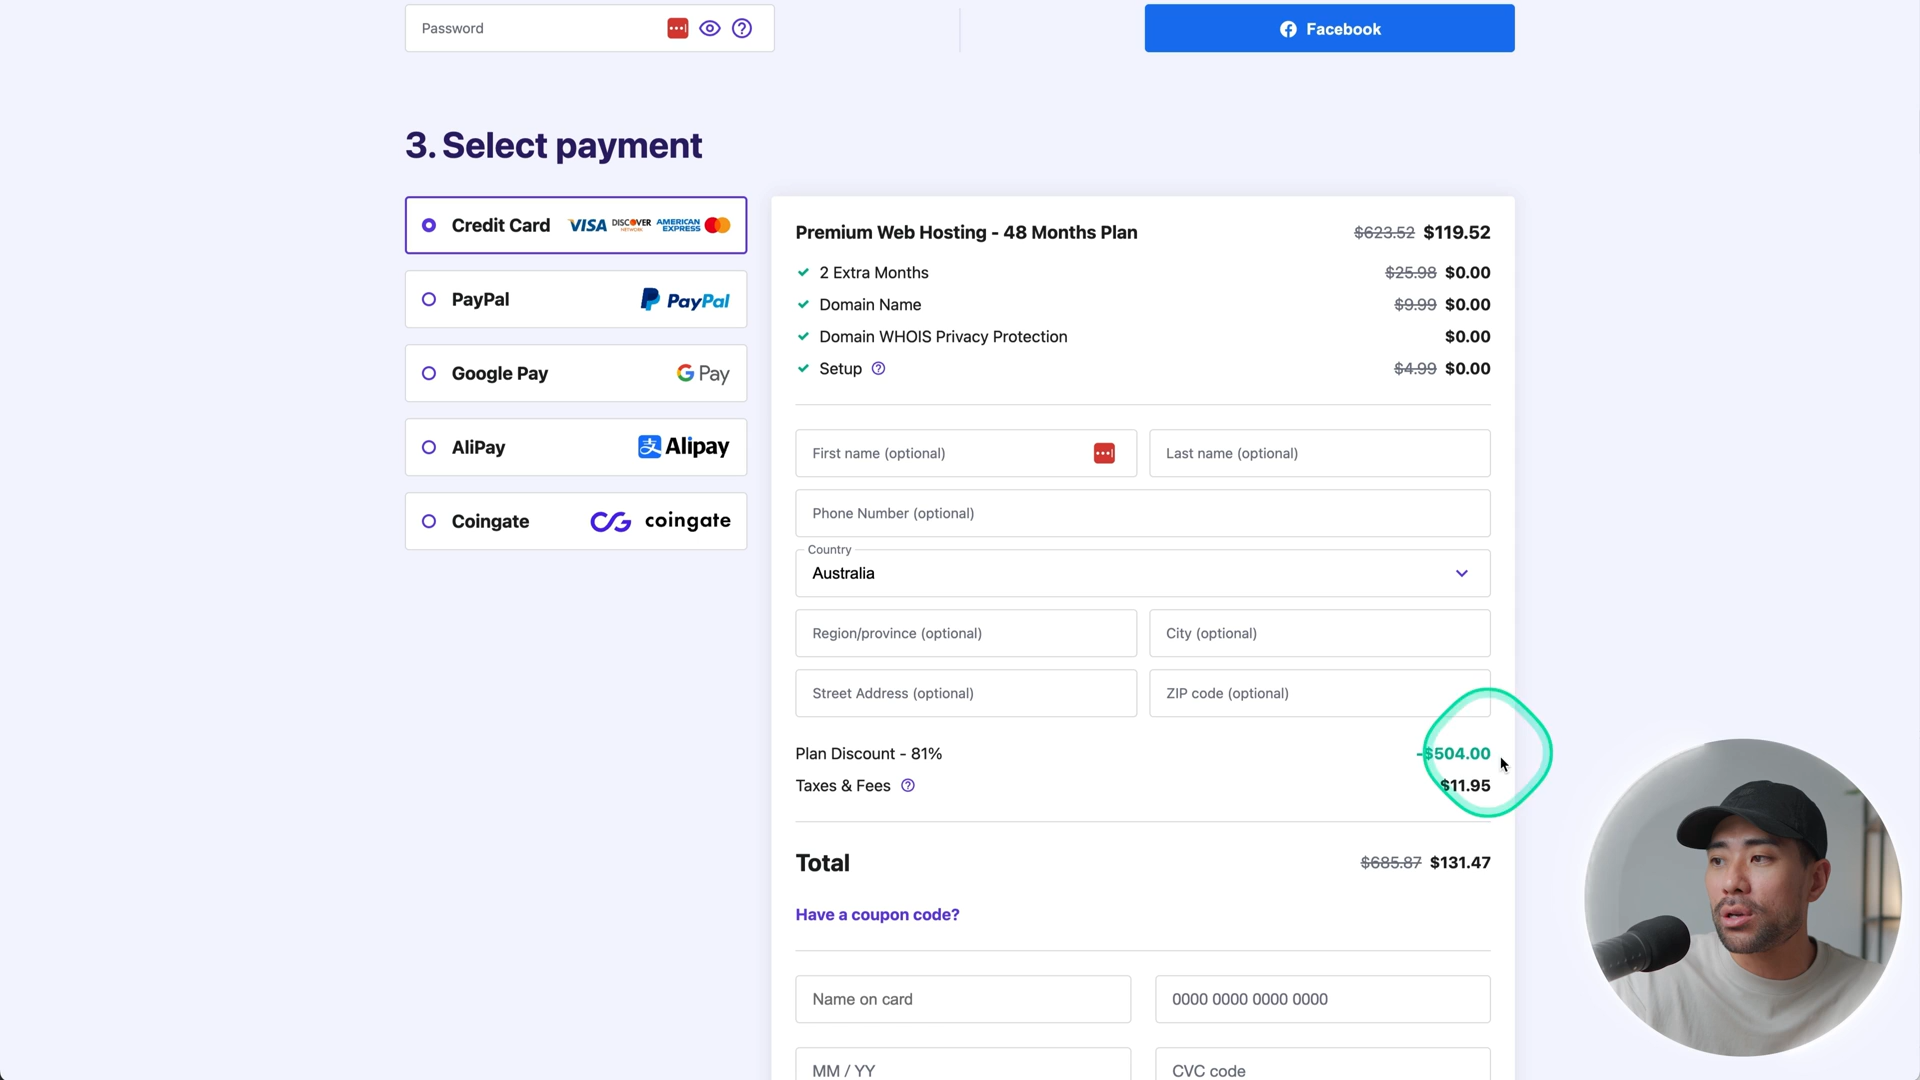 Password
Facebook
3. Select payment
Credit Card VISA DISCOVER NETWORK AMERICAN EXPRESS
PayPal PayPal
Google Pay G Pay
AliPay 支 Alipay
Coingate coingate
Premium Web Hosting - 48 Months Plan $623.52 $119.52
2 Extra Months $25.98 $0.00
Domain Name $9.99 $0.00
Domain WHOIS Privacy Protection $0.00
Setup ? $4.99 $0.00
First name (optional) Last name (optional)
Phone Number (optional)
Country
Australia
Region/province (optional) City (optional)
Street Address (optional) ZIP code (optional)
Plan Discount - 81% -$504.00
Taxes & Fees ? $11.95
Total $685.87 $131.47
Have a coupon code?
Name on card 0000 0000 0000 0000
MM / YY CVC code